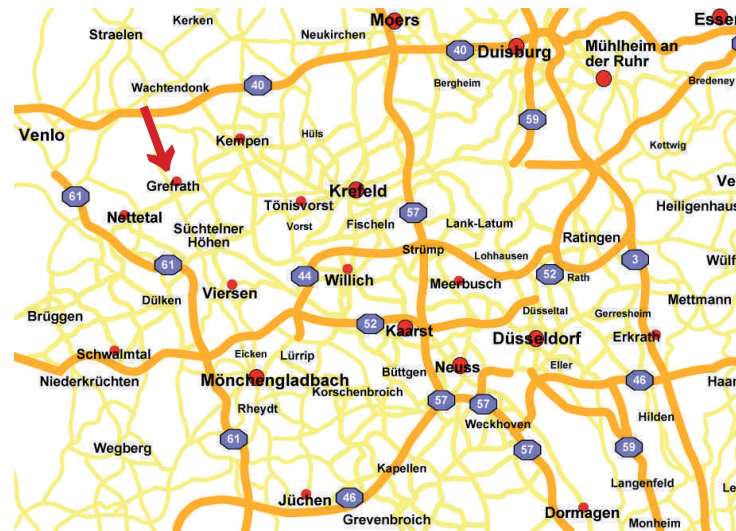 Kerken
Moers
Essen
Straelen
Neukirchen
40
Duisburg
Mühlheim an
der Ruhr
Wachtendonk
40
Bergheim
Bredeney
59
Venlo
Kempen
Hüls
Kettwig
Grefrath
61
Krefeld
Nettetal
Tönisvorst
57
Heiligenhaus
Süchtelner
Höhen
Vorst
Fischeln
Lank-Latum
Ratingen
Strümp
Lohhausen
61
44
Willich
Meerbusch
52
Rath
3
Wülf
Viersen
Dülken
Mettmann
Brüggen
52
Kaarst
Düsseltal
Gerresheim
Düsseldorf
Erkrath
Schwalmtal
Eicken
Lürrip
Niederkrüchten
Mönchengladbach
Büttgen
Neuss
Eller
46
Haan
Korschenbroich
Rheydt
57
57
Hilden
Weckhoven
Wegberg
61
57
59
Kapellen
Langenfeld
Jüchen
46
Grevenbroich
Dormagen
Monheim